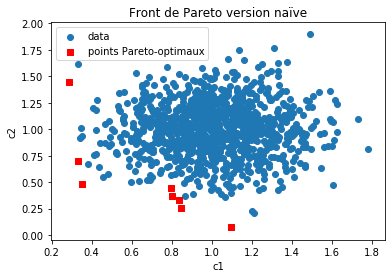 Front de Pareto version naïve
data
points Pareto-optimaux
2.00
1.75
1.50
1.25
1.00
0.75
0.50
0.25
0.00
c2
0.2 0.4 0.6 0.8 1.0 1.2 1.4 1.6 1.8
c1